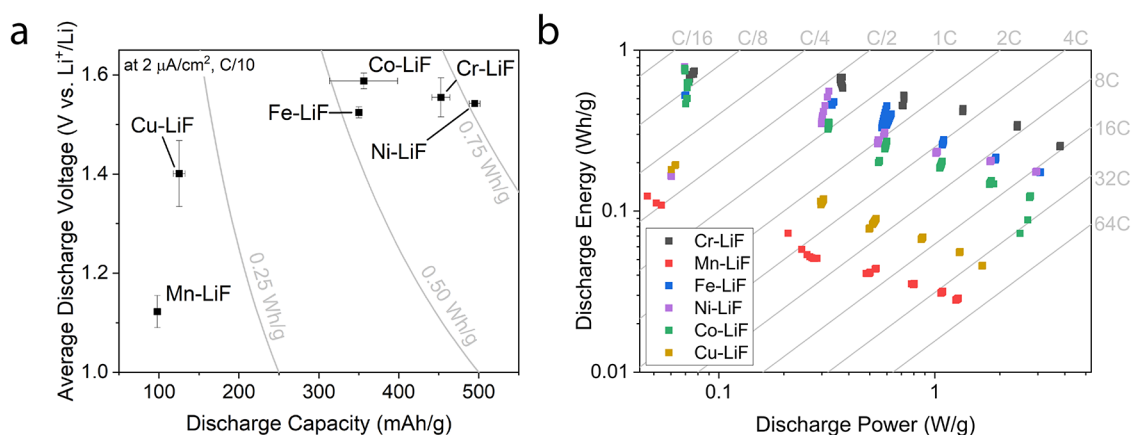 a
at 2 μA/cm², C/10
Co-LiF
Cr-LiF
Fe-LiF
Ni-LiF
Cu-LiF
Mn-LiF
0.25 Wh/g
0.50 Wh/g
0.75 Wh/g
Average Discharge Voltage (V vs. Li⁺/Li)
1.6
1.4
1.2
1.0
100
200
300
400
500
Discharge Capacity (mAh/g)
b
C/16
C/8
C/4
C/2
1C
2C
4C
8C
16C
32C
64C
Discharge Energy (Wh/g)
1
0.1
0.01
Cr-LiF
Mn-LiF
Fe-LiF
Ni-LiF
Co-LiF
Cu-LiF
0.1
1
Discharge Power (W/g)